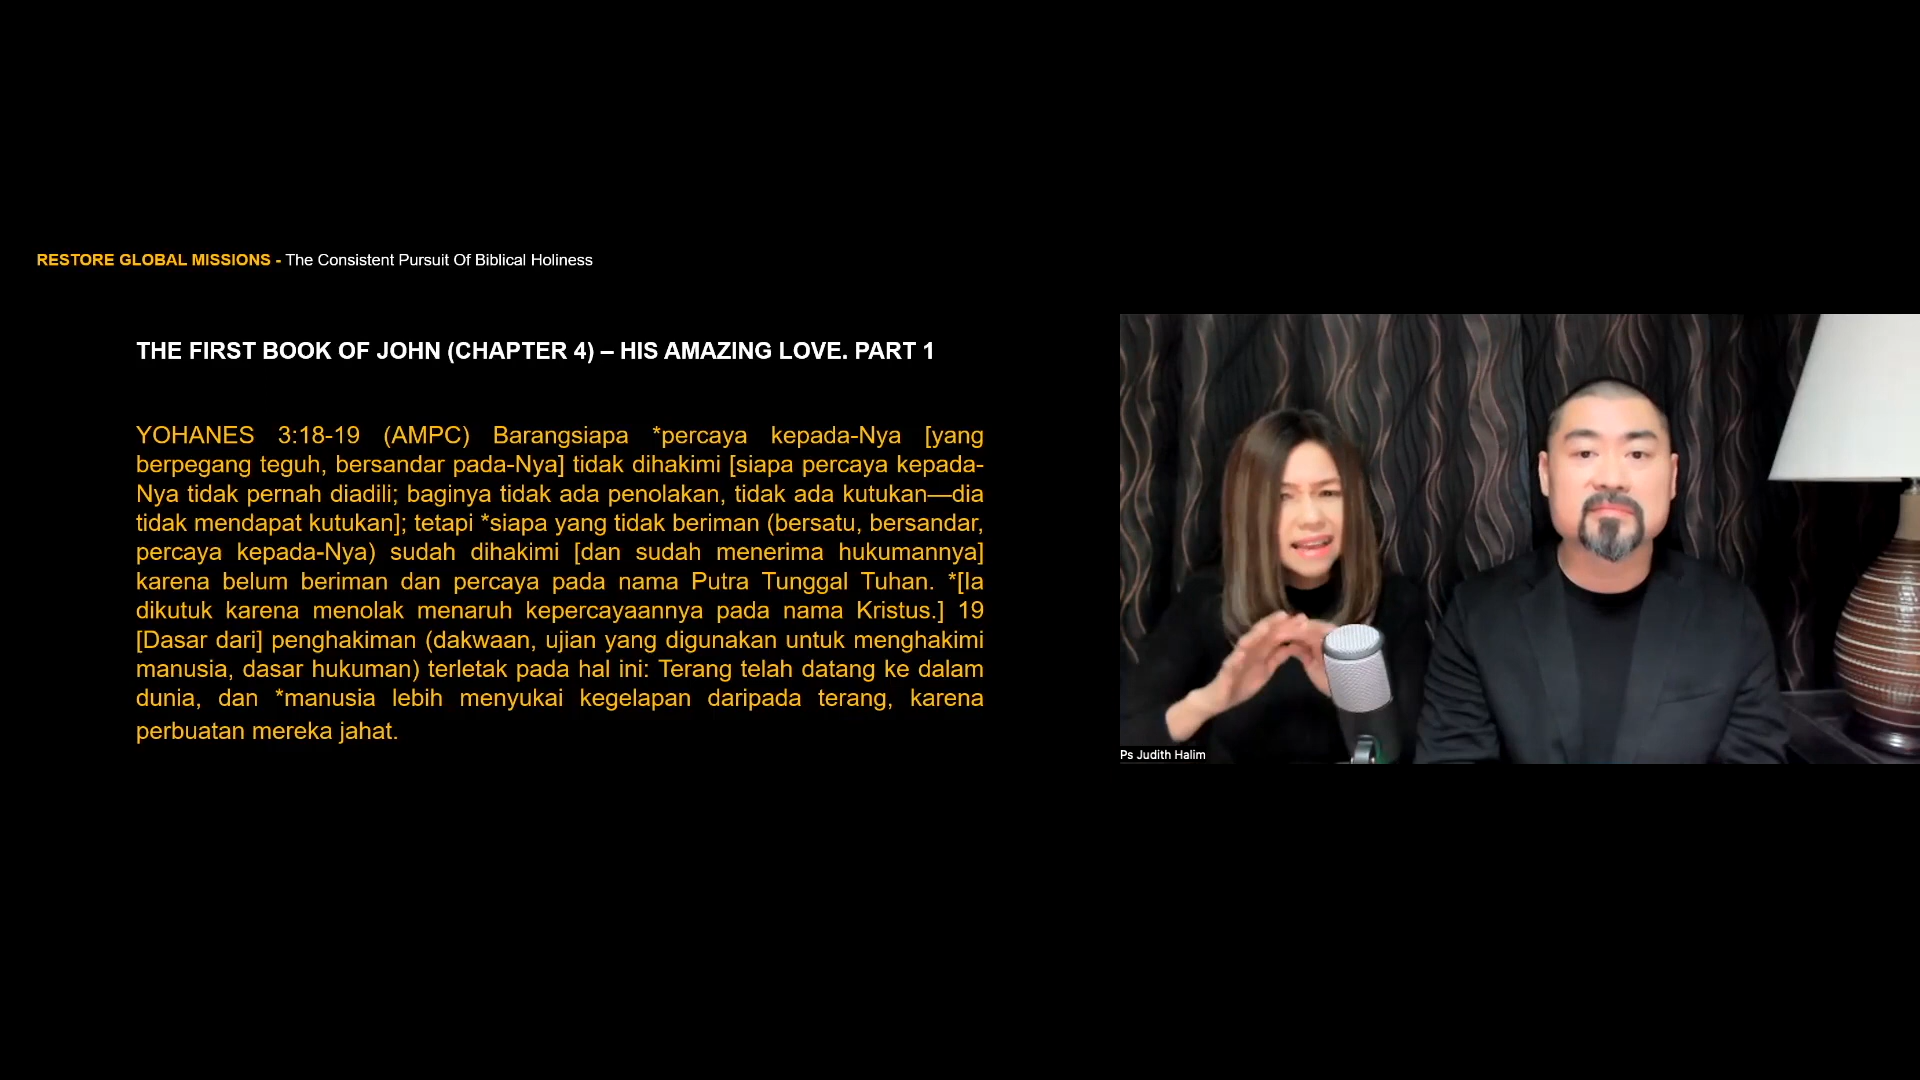 RESTORE GLOBAL MISSIONS - The Consistent Pursuit Of Biblical Holiness
THE FIRST BOOK OF JOHN (CHAPTER 4) – HIS AMAZING LOVE. PART 1
YOHANES 3:18-19 (AMPC) Barangsiapa *percaya kepada-Nya [yang
berpegang teguh, bersandar pada-Nya] tidak dihakimi [siapa percaya kepada-
Nya tidak pernah diadili; baginya tidak ada penolakan, tidak ada kutukan—dia
tidak mendapat kutukan]; tetapi *siapa yang tidak beriman (bersatu, bersandar,
percaya kepada-Nya) sudah dihakimi [dan sudah menerima hukumannya]
karena belum beriman dan percaya pada nama Putra Tunggal Tuhan. *[Ia
dikutuk karena menolak menaruh kepercayaannya pada nama Kristus.] 19
[Dasar dari] penghakiman (dakwaan, ujian yang digunakan untuk menghakimi
manusia, dasar hukuman) terletak pada hal ini: Terang telah datang ke dalam
dunia, dan *manusia lebih menyukai kegelapan daripada terang, karena
perbuatan mereka jahat.
Ps Judith Halim